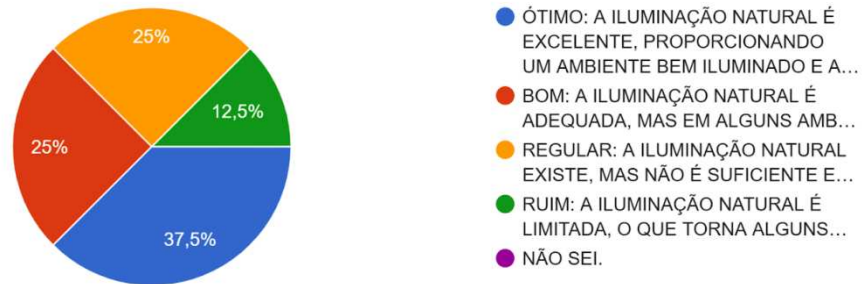 25%
12,5%
25%
37,5%
ÓTIMO: A ILUMINAÇÃO NATURAL É
EXCELENTE, PROPORCIONANDO
UM AMBIENTE BEM ILUMINADO E A...
BOM: A ILUMINAÇÃO NATURAL É
ADEQUADA, MAS EM ALGUNS AMB...
REGULAR: A ILUMINAÇÃO NATURAL
EXISTE, MAS NÃO É SUFICIENTE E...
RUIM: A ILUMINAÇÃO NATURAL É
LIMITADA, O QUE TORNA ALGUNS...
NÃO SEI.